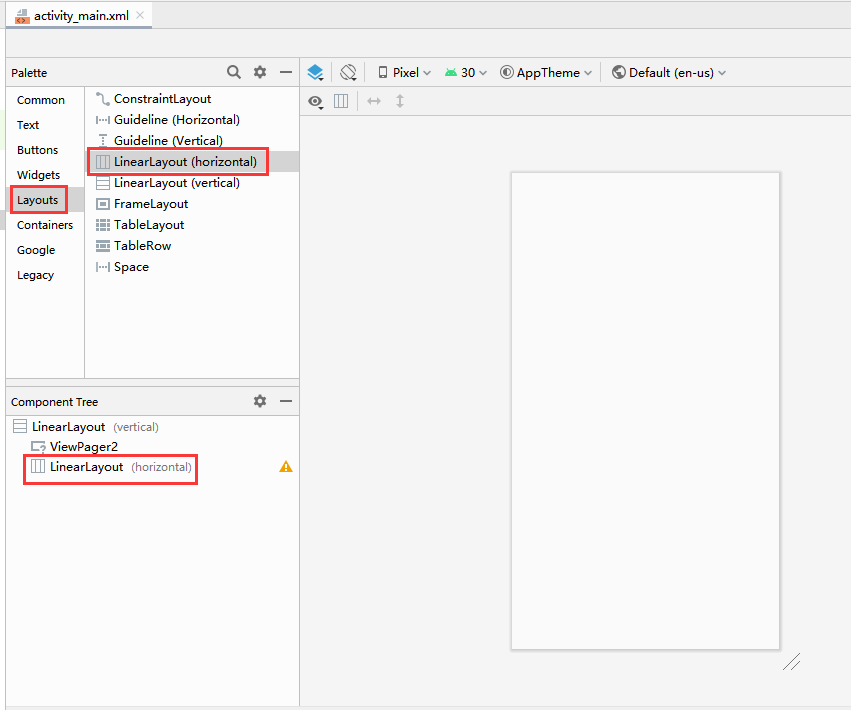 activity_main.xml
Palette
Pixel 30 AppTheme Default (en-us)
Common
Text
Buttons
Widgets
Layouts
Containers
Google
Legacy
ConstraintLayout
Guideline (Horizontal)
Guideline (Vertical)
LinearLayout (horizontal)
LinearLayout (vertical)
FrameLayout
TableLayout
TableRow
Space
Component Tree
LinearLayout (vertical)
ViewPager2
LinearLayout (horizontal)